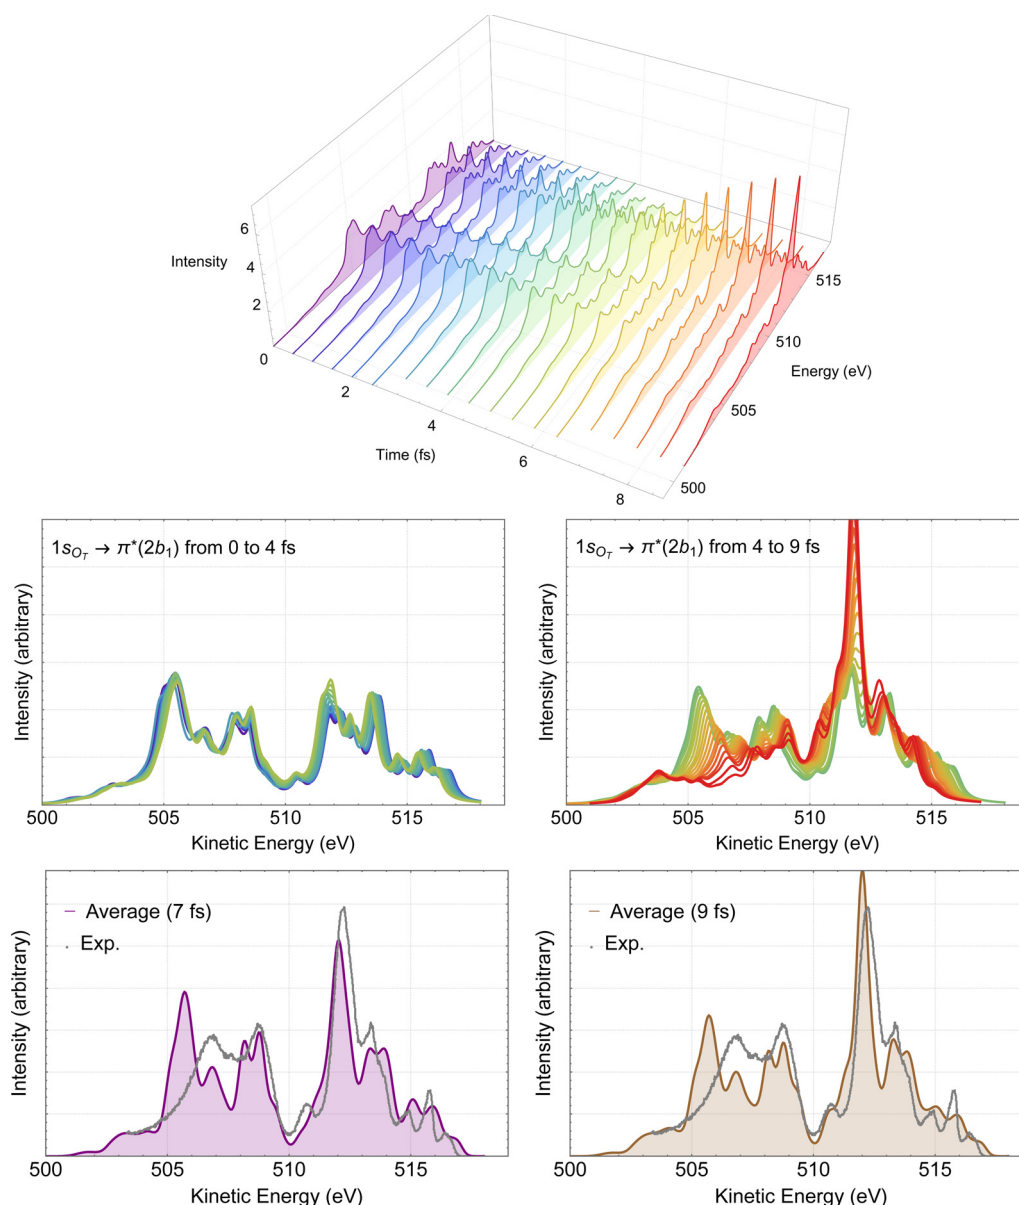 6
Intensity
4
2
0
515
510
Energy (eV)
2
505
4
Time (fs)
6
500
8
1s_{O_T} → π*(2b₁) from 0 to 4 fs
Intensity (arbitrary)
500 505 510 515
Kinetic Energy (eV)
1s_{O_T} → π*(2b₁) from 4 to 9 fs
Intensity (arbitrary)
500 505 510 515
Kinetic Energy (eV)
Average (7 fs)
Exp.
Intensity (arbitrary)
500 505 510 515
Kinetic Energy (eV)
Average (9 fs)
Exp.
Intensity (arbitrary)
500 505 510 515
Kinetic Energy (eV)